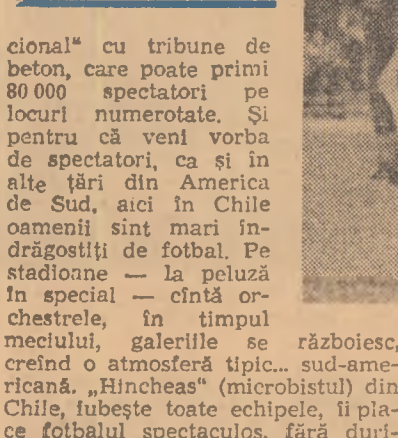 cional" cu tribune de
beton, care poate primi
80 000 spectatori pe
locuri numerotate. Și
pentru că veni vorba
de spectatori, ca și în
alte țări din America
de Sud, aici în Chile
oamenii sint mari în-
drăgostiți de fotbal. Pe
stadioane — la peluză
în special — cîntă or-
chestrele, în timpul
meciului, galeriile se războiesc,
creînd o atmosferă tipic... sud-ame-
ricană. „Hincheas" (microbistul) din
Chile, iubește toate echipele, îi pla-
ce fotbalul spectaculos, fără duri-